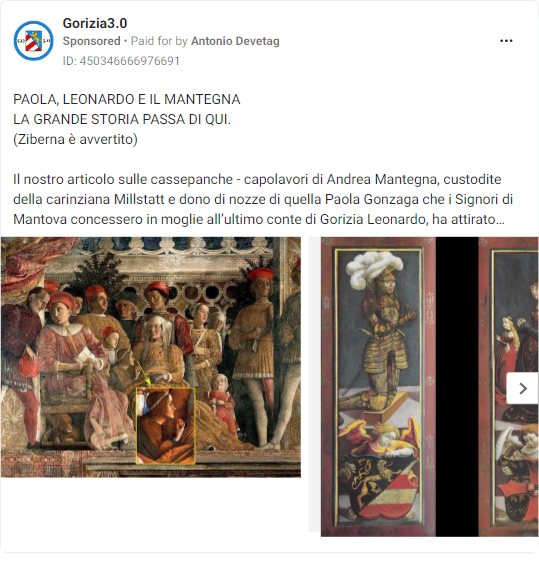 Gorizia3.0
Sponsored • Paid for by Antonio Devetag
ID: 450346666976691
PAOLA, LEONARDO E IL MANTEGNA
LA GRANDE STORIA PASSA DI QUI.
(Ziberna è avvertito)
Il nostro articolo sulle cassepanche - capolavori di Andrea Mantegna, custodite
della carinziana Millstatt e dono di nozze di quella Paola Gonzaga che i Signori di
Mantova concessero in moglie all'ultimo conte di Gorizia Leonardo, ha attirato...